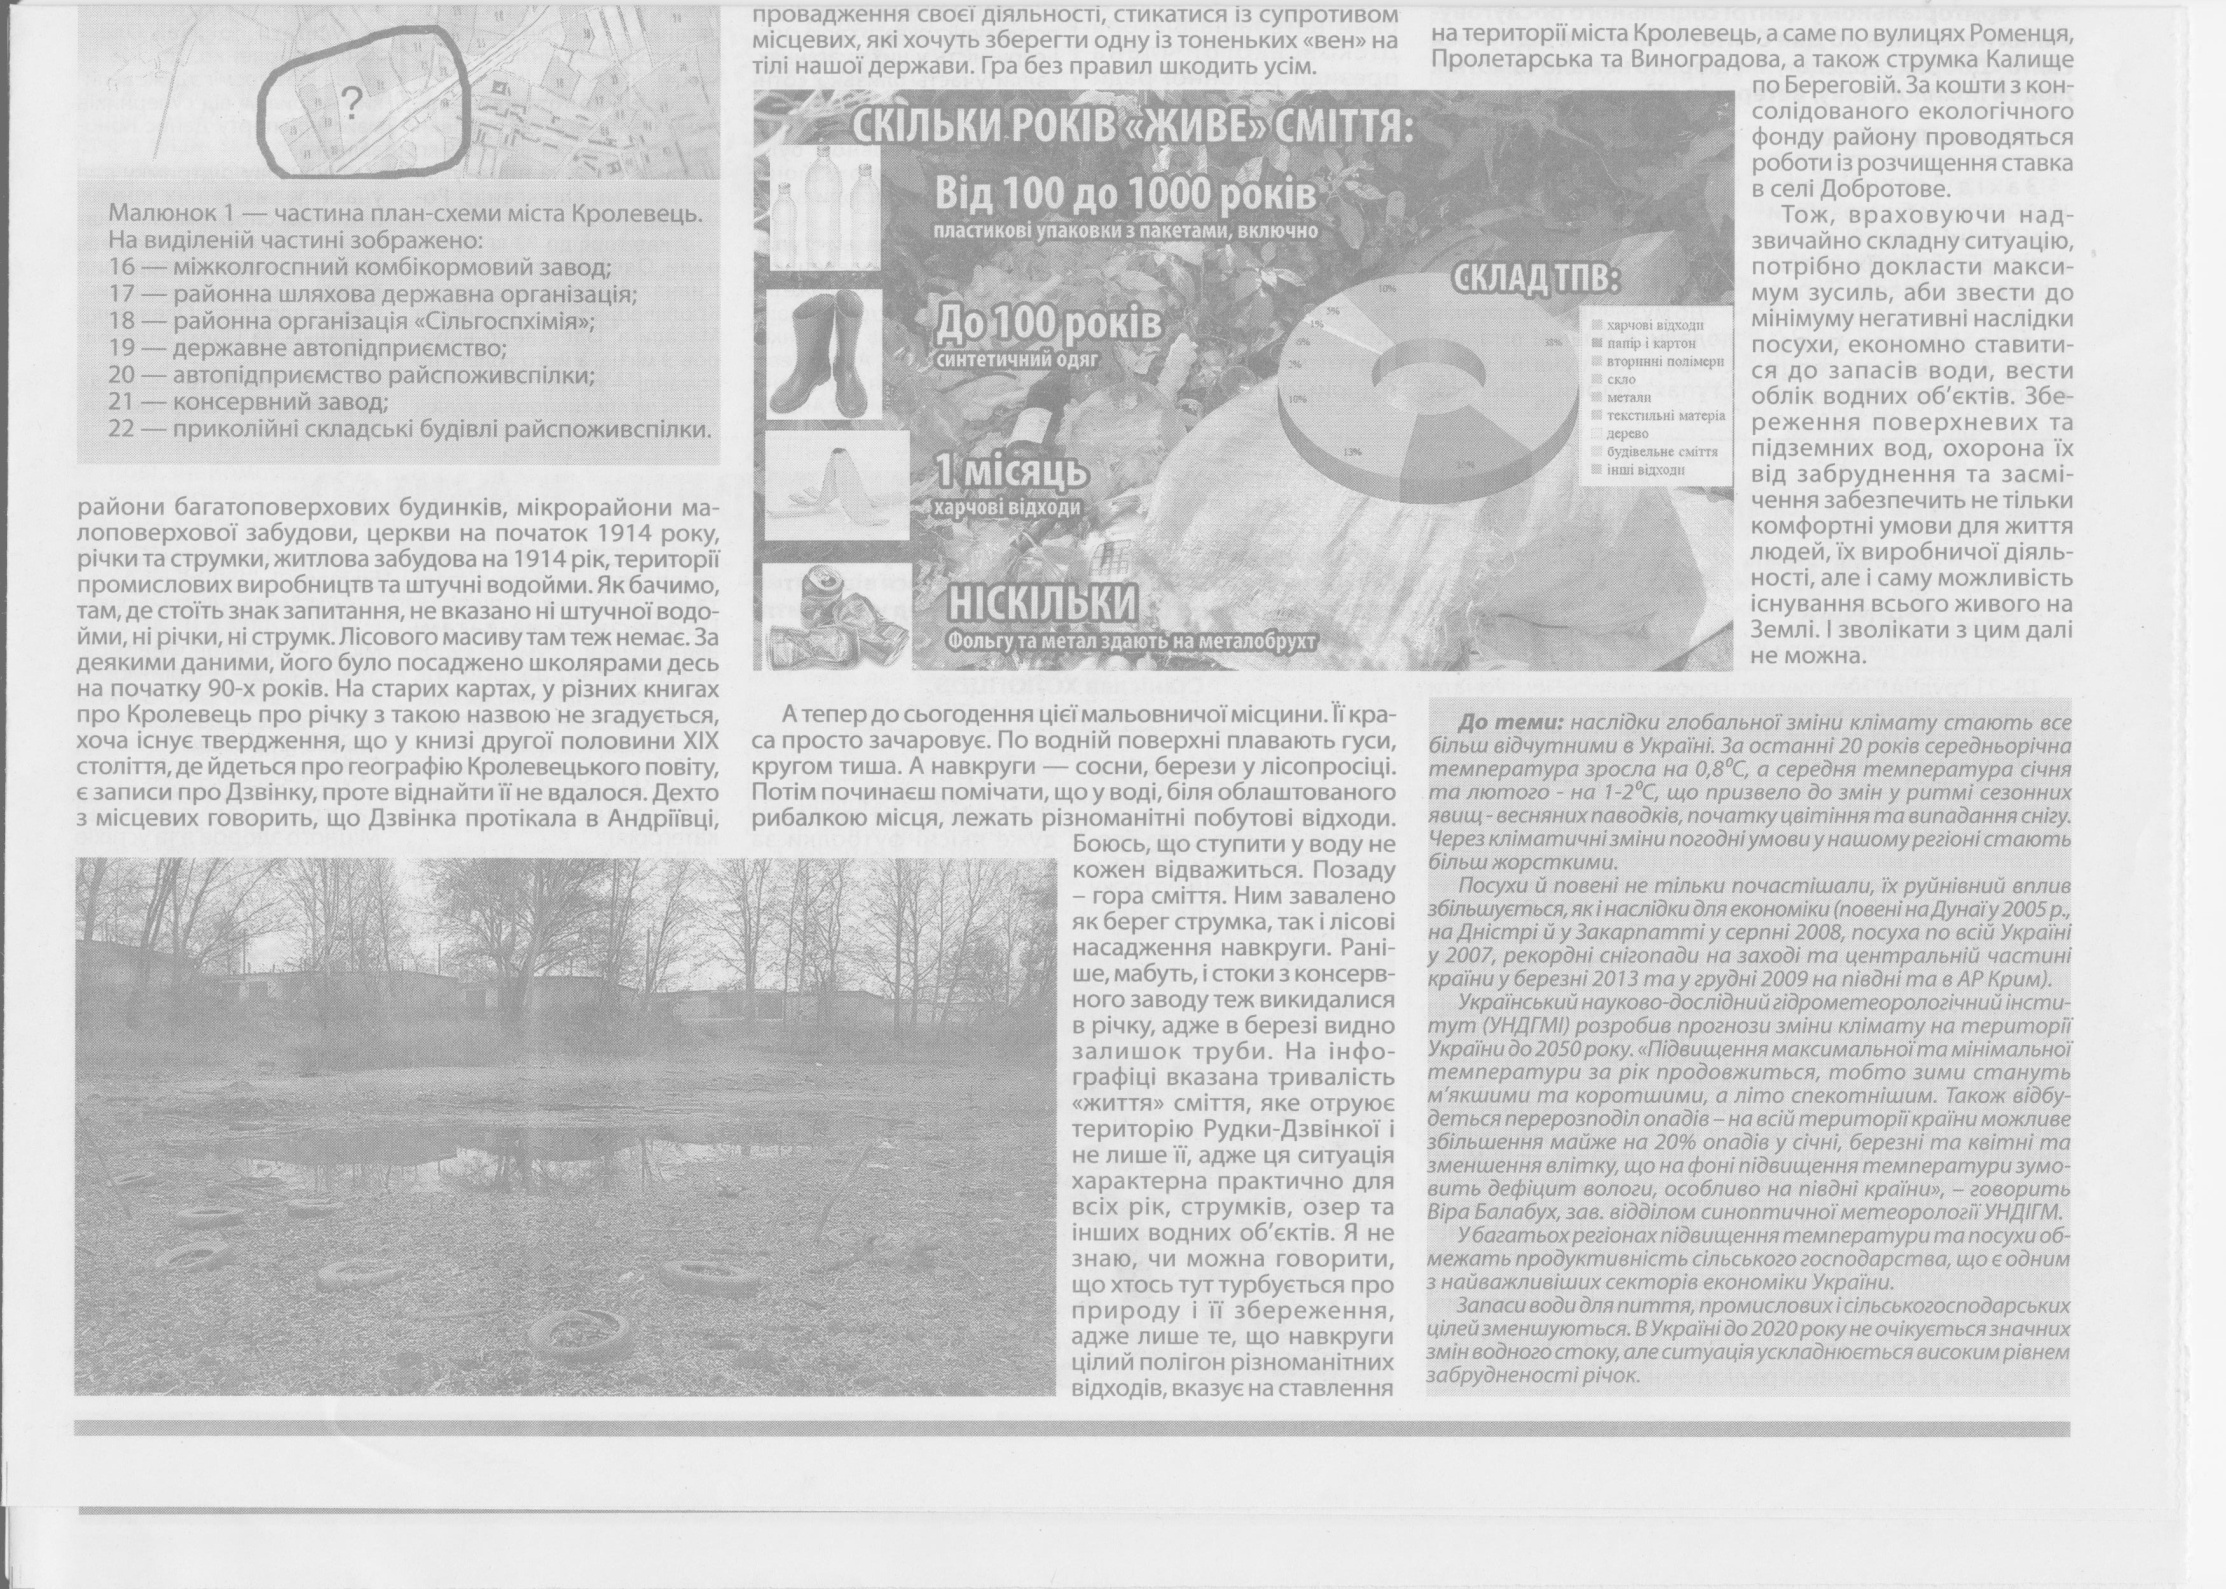 ?
Малюнок 1 — частина план-схеми міста Кролевець.
На виділеній частині зображено:
16 — міжколгоспний комбікормовий завод;
17 — районна шляхова державна організація;
18 — районна організація «Сільгоспхімія»;
19 — державне автопідприємство;
20 — автопідприємство райспоживспілки;
21 — консервний завод;
22 — приколійні складські будівлі райспоживспілки.
райони багатоповерхових будинків, мікрорайони ма-
лоповерхової забудови, церкви на початок 1914 року,
річки та струмки, житлова забудова на 1914 рік, території
промислових виробництв та штучні водойми. Як бачимо,
там, де стоїть знак запитання, не вказано ні штучної водо-
йми, ні річки, ні струмк. Лісового масиву там теж немає. За
деякими даними, його було посаджено школярами десь
на початку 90-х років. На старих картах, у різних книгах
про Кролевець про річку з такою назвою не згадується,
хоча існує твердження, що у книзі другої половини ХІХ
століття, де йдеться про географію Кролевецького повіту,
є записи про Дзвінку, проте віднайти її не вдалося. Дехто
з місцевих говорить, що Дзвінка протікала в Андріївці,
провадження своєї діяльності, стикатися із супротивом
місцевих, які хочуть зберегти одну із тоненьких «вен» на
тілі нашої держави. Гра без правил шкодить усім.
СКІЛЬКИ РОКІВ «ЖИВЕ» СМІТТЯ:
Від 100 до 1000 років
пластикові упаковки з пакетами, включно
До 100 років
синтетичний одяг
1 місяць
харчові відходи
НІСКІЛЬКИ
Фольгу та метал здають на металобрухт
СКЛАД ТПВ:
10%
5%
1%
6%
10%
13%
харчові відходи
папір і картон
вторинні полімери
скло
метали
текстильні матеріа
дерево
будівельне сміття
інші відходи
А тепер до сьогодення цієї мальовничої місцини. Її кра-
са просто зачаровує. По водній поверхні плавають гуси,
кругом тиша. А навкруги — сосни, берези у лісопросіці.
Потім починаєш помічати, що у воді, біля облаштованого
рибалкою місця, лежать різноманітні побутові відходи.
Боюсь, що ступити у воду не
кожен відважиться. Позаду
– гора сміття. Ним завалено
як берег струмка, так і лісові
насадження навкруги. Рані-
ше, мабуть, і стоки з консерв-
ного заводу теж викидалися
в річку, адже в березі видно
залишок труби. На інфо-
графіці вказана тривалість
«життя» сміття, яке отруює
територію Рудки-Дзвінкої і
не лише її, адже ця ситуація
характерна практично для
всіх рік, струмків, озер та
інших водних об’єктів. Я не
знаю, чи можна говорити,
що хтось тут турбується про
природу і її збереження,
адже лише те, що навкруги
цілий полігон різноманітних
відходів, вказує на ставлення
на території міста Кролевець, а саме по вулицях Роменця,
Пролетарська та Виноградова, а також струмка Калище
по Береговій. За кошти з кон-
солідованого екологічного
фонду району проводяться
роботи із розчищення ставка
в селі Добротове.
Тож, враховуючи над-
звичайно складну ситуацію,
потрібно докласти макси-
мум зусиль, аби звести до
мінімуму негативні наслідки
посухи, економно ставити-
ся до запасів води, вести
облік водних об’єктів. Збе-
реження поверхневих та
підземних вод, охорона їх
від забруднення та засмі-
чення забезпечить не тільки
комфортні умови для життя
людей, їх виробничої діяль-
ності, але і саму можливість
існування всього живого на
Землі. І зволікати з цим далі
не можна.
До теми: наслідки глобальної зміни клімату стають все
більш відчутними в Україні. За останні 20 років середньорічна
температура зросла на 0,8⁰С, а середня температура січня
та лютого - на 1-2⁰С, що призвело до змін у ритмі сезонних
явищ - весняних паводків, початку цвітіння та випадання снігу.
Через кліматичні зміни погодні умови у нашому регіоні стають
більш жорсткими.
Посухи й повені не тільки почастішали, їх руйнівний вплив
збільшується, як і наслідки для економіки (повені на Дунаї у 2005 р.,
на Дністрі й у Закарпатті у серпні 2008, посуха по всій Україні
у 2007, рекордні снігопади на заході та центральній частині
країни у березні 2013 та у грудні 2009 на півдні та в АР Крим).
Український науково-дослідний гідрометеорологічний інсти-
тут (УНДГМІ) розробив прогнози зміни клімату на території
України до 2050 року. «Підвищення максимальної та мінімальної
температури за рік продовжиться, тобто зими стануть
м’якшими та коротшими, а літо спекотнішим. Також відбу-
деться перерозподіл опадів – на всій території країни можливе
збільшення майже на 20% опадів у січні, березні та квітні та
зменшення влітку, що на фоні підвищення температури зумо-
вить дефіцит вологи, особливо на півдні країни», – говорить
Віра Балабух, зав. відділом синоптичної метеорології УНДІГМ.
У багатьох регіонах підвищення температури та посухи об-
межать продуктивність сільського господарства, що є одним
з найважливіших секторів економіки України.
Запаси води для пиття, промислових і сільськогосподарських
цілей зменшуються. В Україні до 2020 року не очікується значних
змін водного стоку, але ситуація ускладнюється високим рівнем
забрудненості річок.